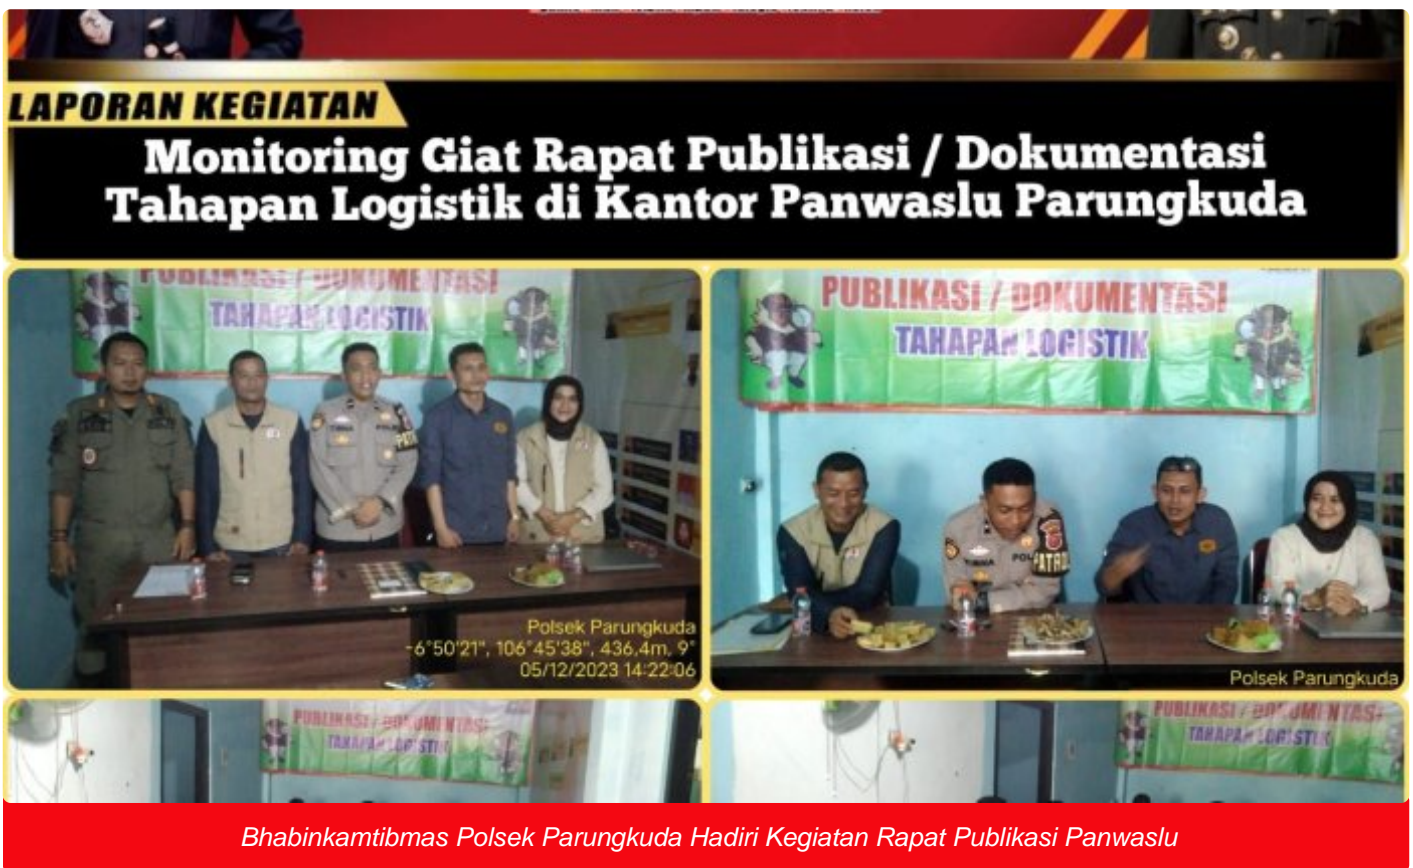 LAPORAN KEGIATAN
Monitoring Giat Rapat Publikasi / Dokumentasi
Tahapan Logistik di Kantor Panwaslu Parungkuda
PUBLIKASI / DOKUMENTASI
TAHAPAN LOGISTIK
Polsek Parungkuda
-6°50'21", 106°45'38", 436,4m, 9°
05/12/2023 14:22:06
PUBLIKASI / DOKUMENTASI
TAHAPAN LOGISTIK
PATROL
Polsek Parungkuda
PUBLIKASI / DOKUMENTASI
TAHAPAN LOGISTIK
PUBLIKASI / DOKUMENTASI
TAHAPAN LOGISTIK
Bhabinkamtibmas Polsek Parungkuda Hadiri Kegiatan Rapat Publikasi Panwaslu